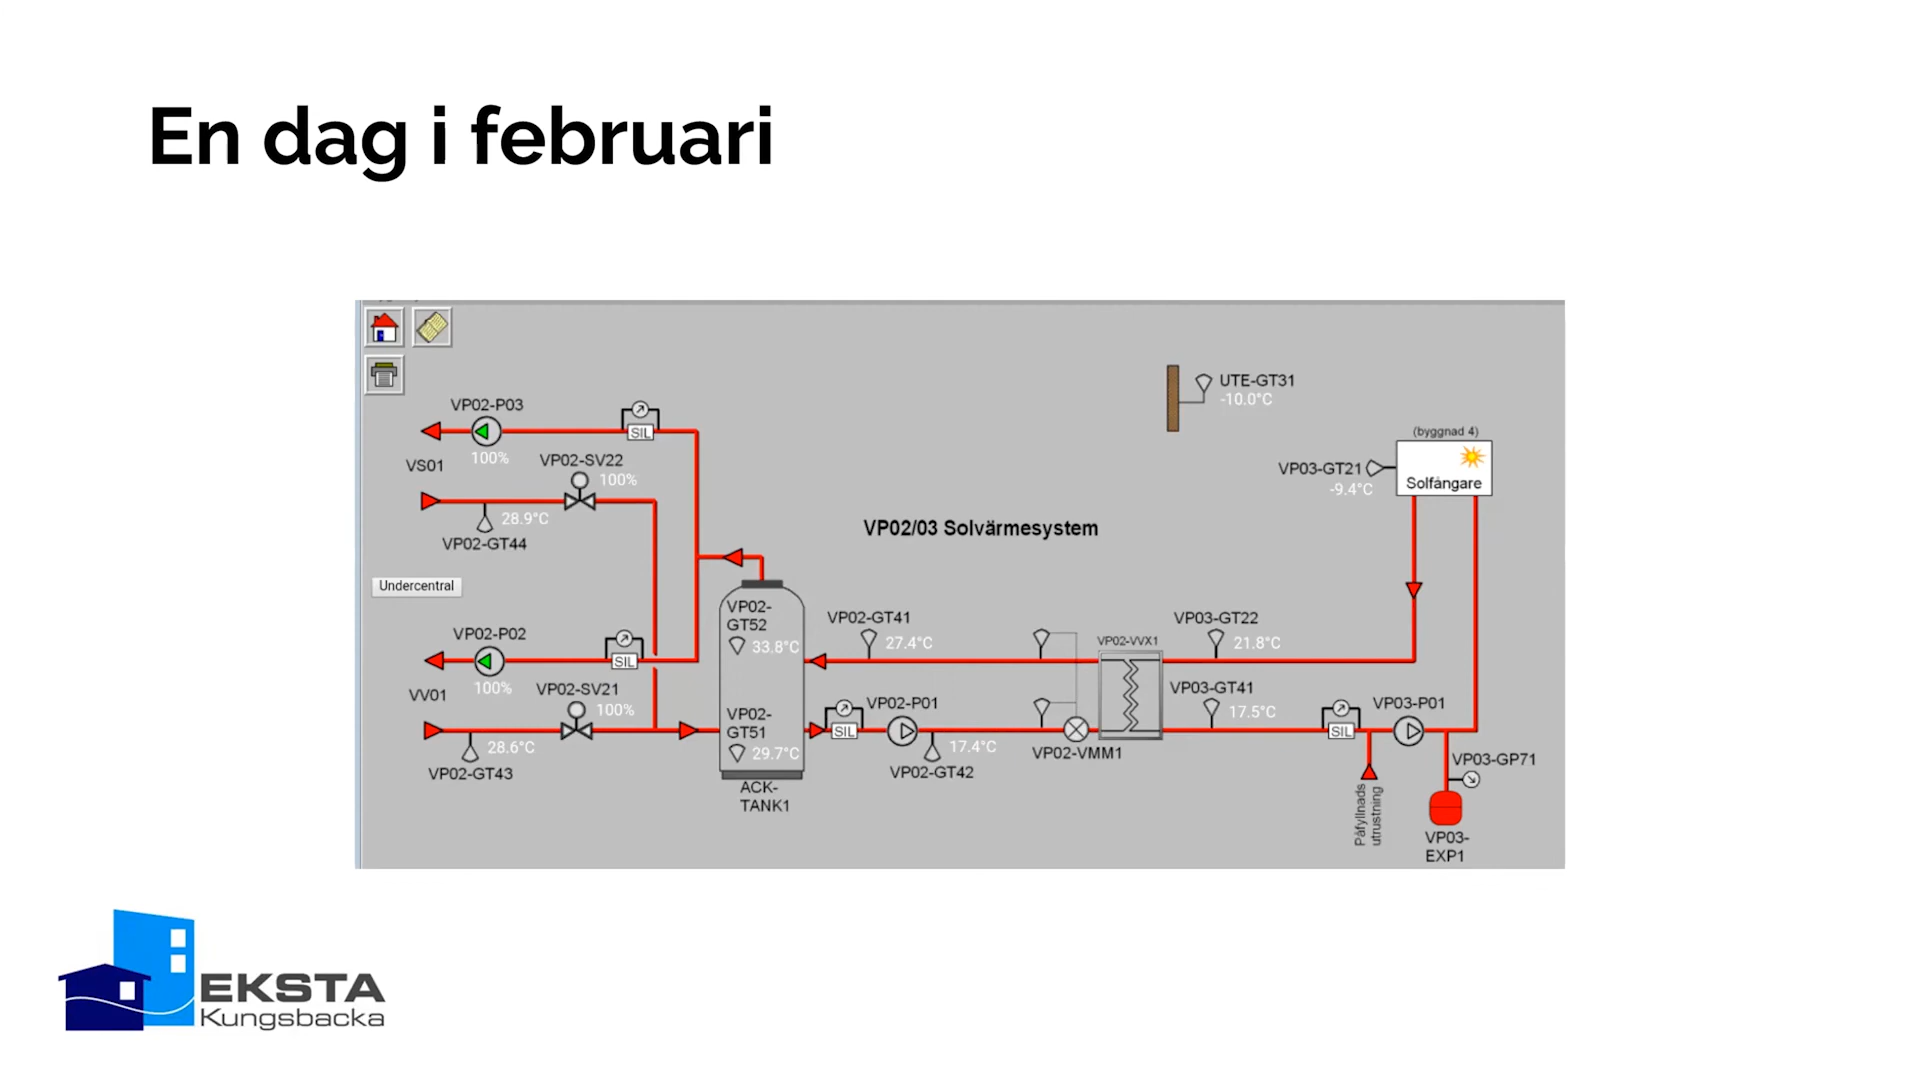 En dag i februari
UTE-GT31
-10.0°C
VP02-P03
SIL
100%
VS01
VP02-SV22
100%
28.9°C
VP02-GT44
(byggnad 4)
VP03-GT21
-9.4°C
Solfångare
VP02/03 Solvärmesystem
Undercentral
VP02-P02
SIL
100%
VV01
VP02-SV21
100%
28.6°C
VP02-GT43
VP02-
GT52
33.8°C
VP02-
GT51
29.7°C
ACK-
TANK1
VP02-GT41
27.4°C
VP02-P01
SIL
17.4°C
VP02-GT42
VP02-VVX1
VP02-VMM1
VP03-GT22
21.8°C
VP03-GT41
17.5°C
SIL
VP03-P01
Påfyllnads
utrustning
VP03-GP71
VP03-
EXP1
EKSTA
Kungsbacka